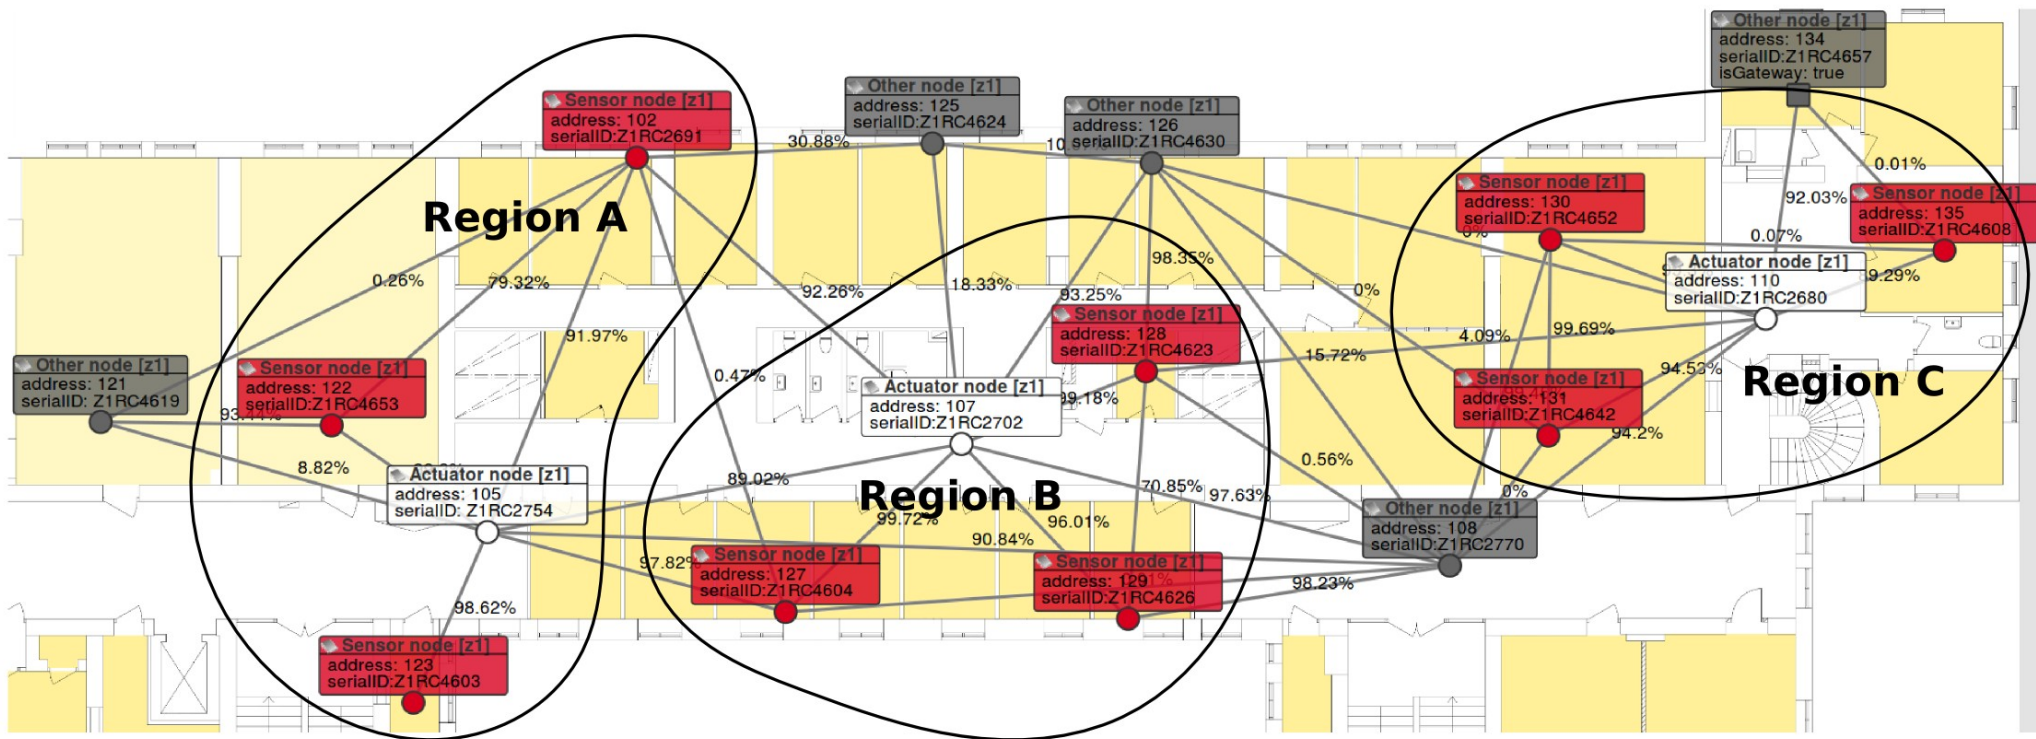 Other node [z1]
address: 134
serialID:Z1RC4657
isGateway: true
Sensor node [z1]
address: 102
serialID:Z1RC2691
Other node [z1]
address: 125
serialID:Z1RC4624
Other node [z1]
address: 126
serialID:Z1RC4630
30.88%
10
0.01%
Sensor node [z1]
address: 130
serialID:Z1RC4652
92.03%
Sensor node [z1]
address: 135
serialID:Z1RC4608
Region A
0%
0.07%
98.35%
Actuator node [z1]
address: 110
serialID:Z1RC2680
89.29%
0.26%
79.32%
92.26%
18.33%
93.25%
0%
Sensor node [z1]
address: 128
serialID:Z1RC4623
91.97%
4.09%
99.69%
15.72%
94.53%
Other node [z1]
address: 121
serialID: Z1RC4619
Sensor node [z1]
address: 122
serialID:Z1RC4653
0.47%
Actuator node [z1]
address: 107
serialID:Z1RC2702
99.18%
Sensor node [z1]
address: 131
serialID:Z1RC4642
Region C
93.44%
94.2%
8.82%
0.56%
Actuator node [z1]
address: 105
serialID: Z1RC2754
89.02%
Region B
70.85%
97.63%
0%
99.72%
96.01%
Other node [z1]
address: 108
serialID:Z1RC2770
90.84%
97.82%
Sensor node [z1]
address: 127
serialID:Z1RC4604
Sensor node [z1]
address: 129
serialID:Z1RC4626
98.23%
98.62%
Sensor node [z1]
address: 123
serialID:Z1RC4603